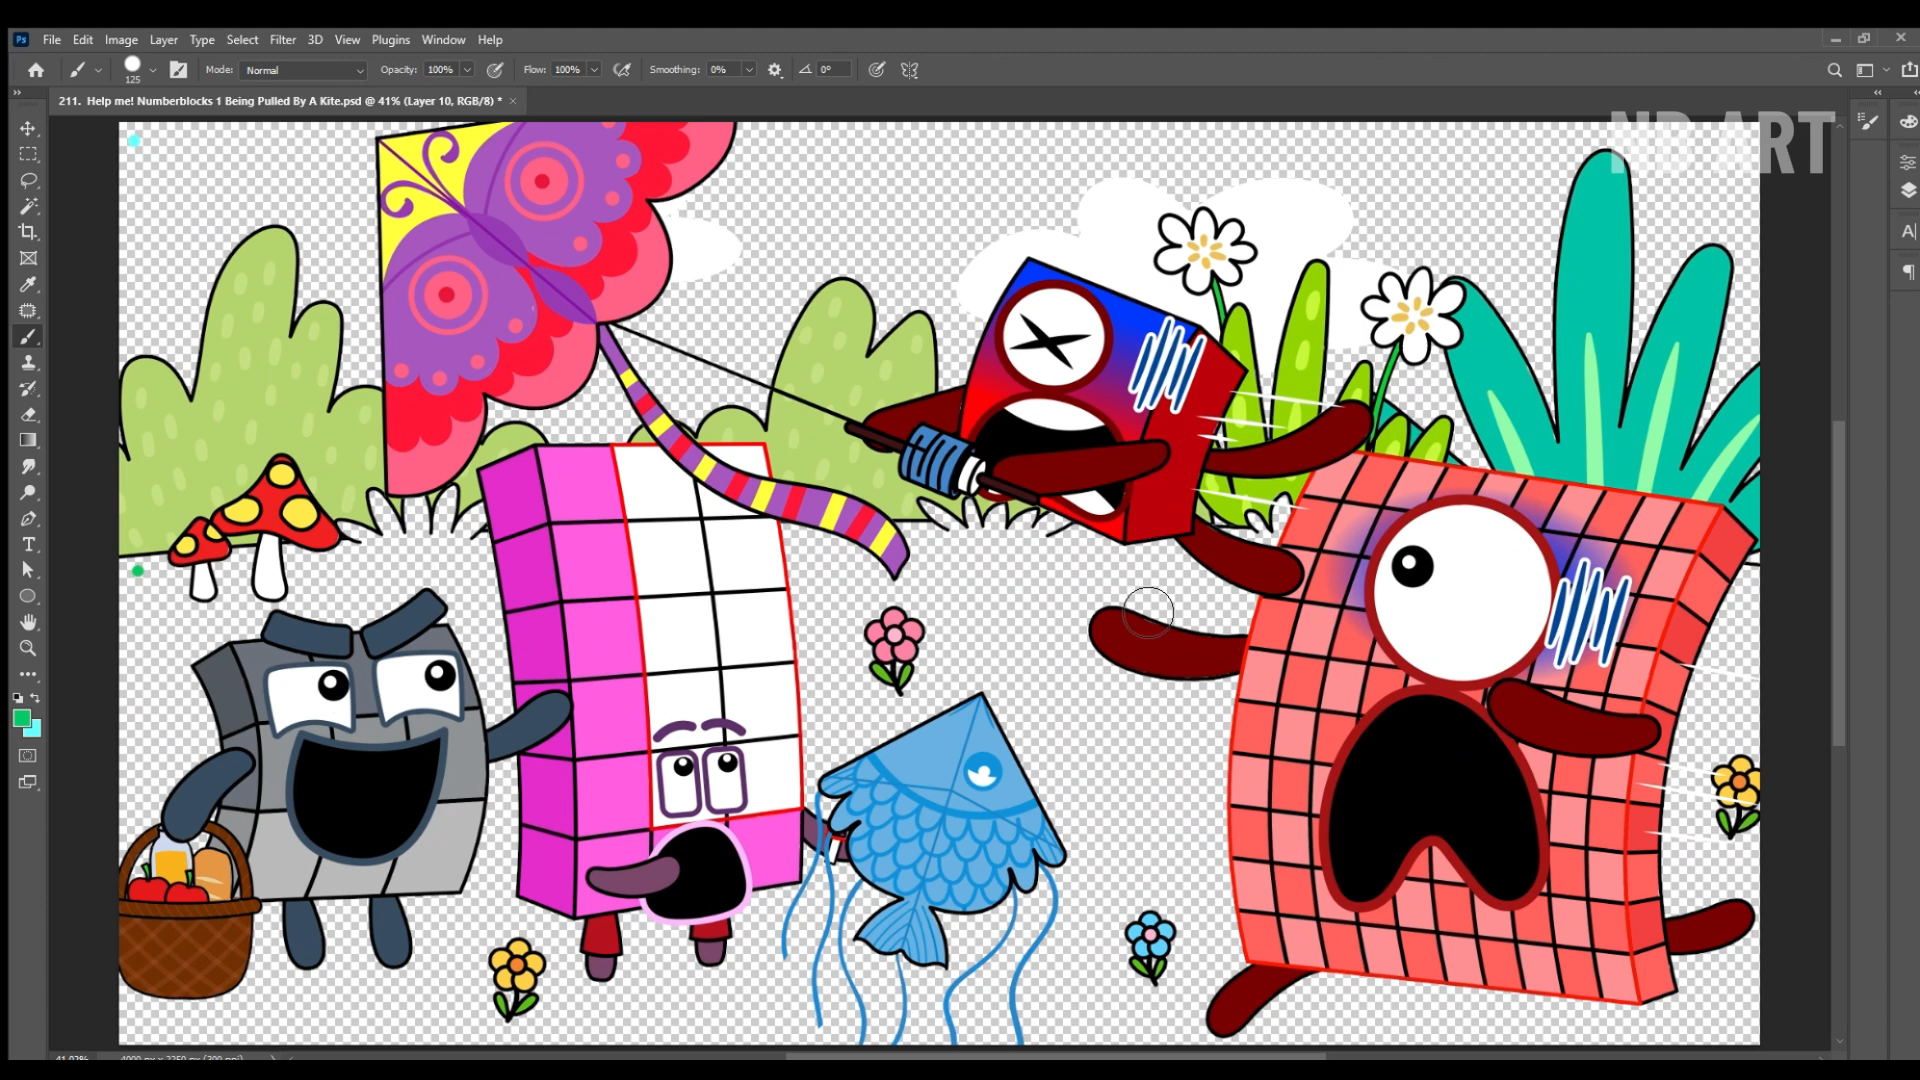 Ps File Edit Image Layer Type Select Filter 3D View Plugins Window Help
125 Mode: Normal Opacity: 100% Flow: 100% Smoothing: 0% 0°
211. Help me! Numberblocks 1 Being Pulled By A Kite.psd @ 41% (Layer 10, RGB/8) *
ND ART